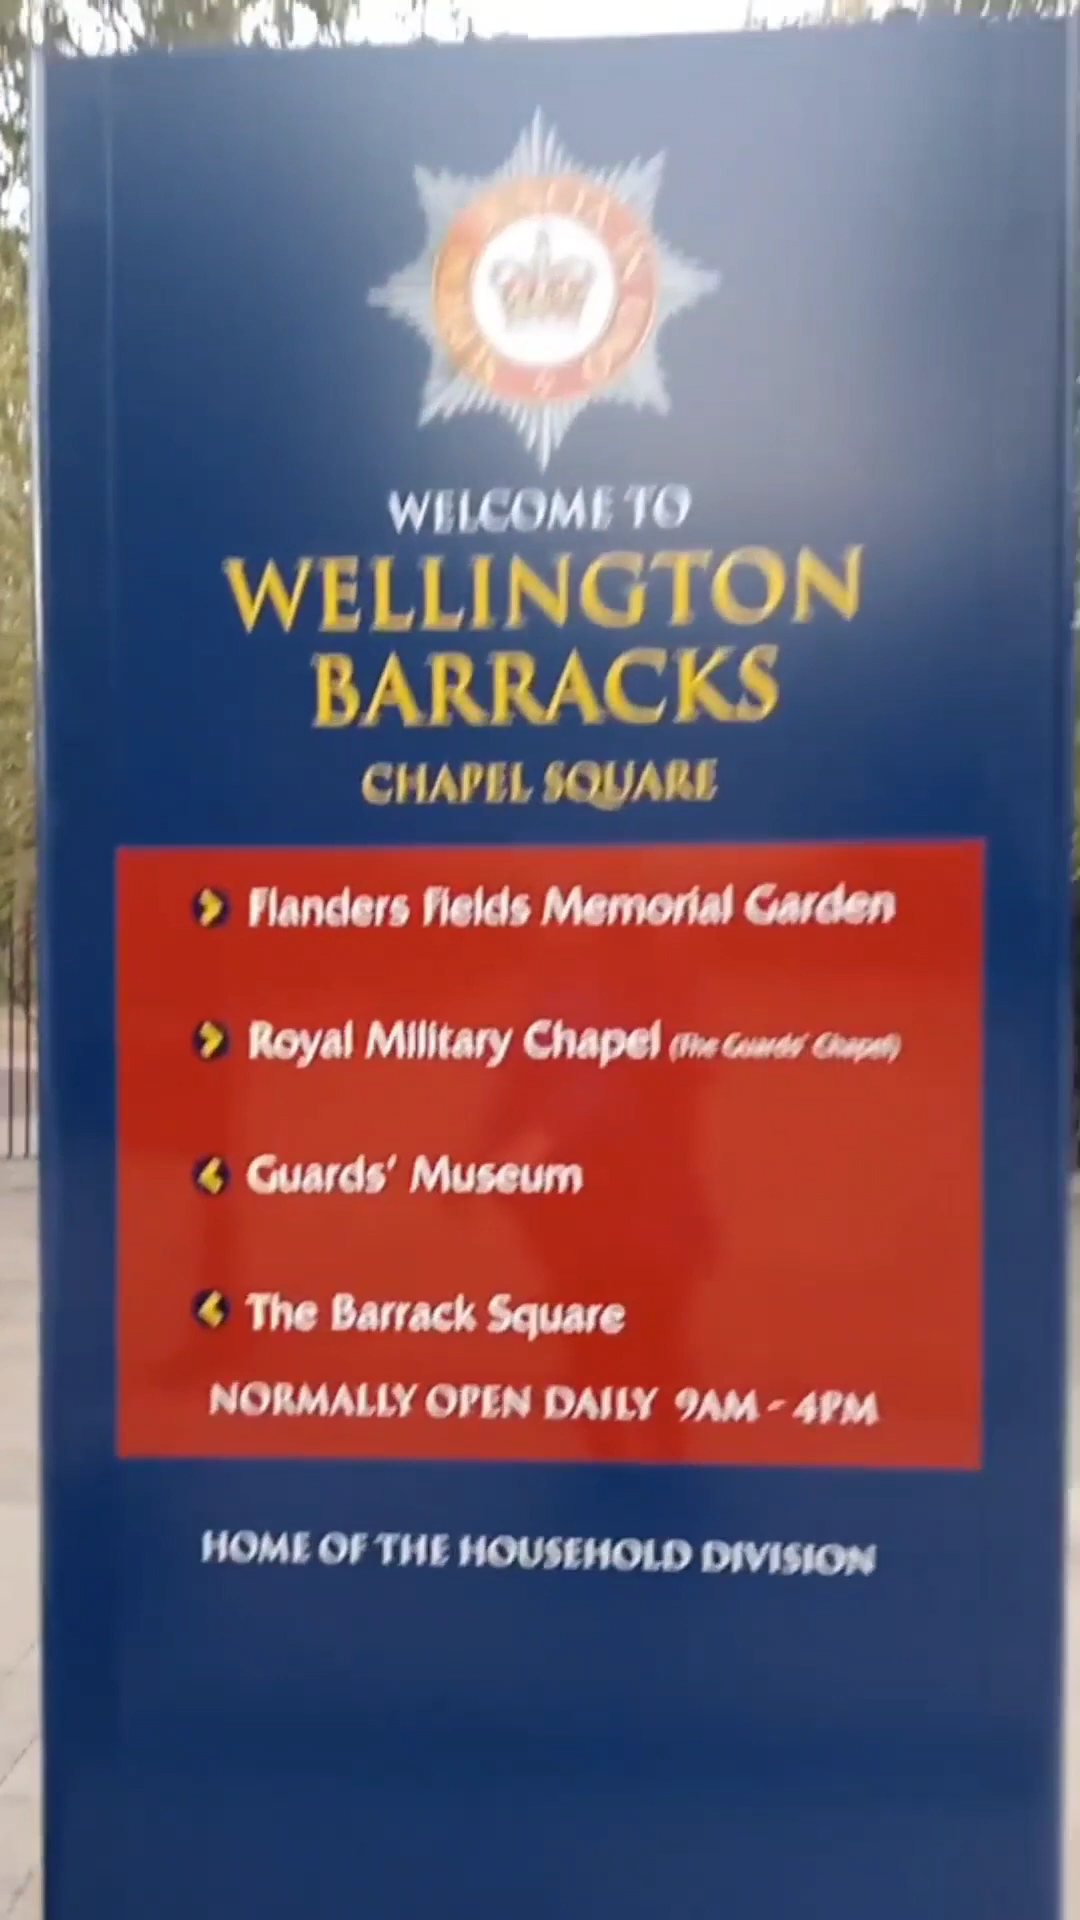 WELCOME TO
WELLINGTON
BARRACKS
CHAPEL SQUARE
Flanders Fields Memorial Garden
Royal Military Chapel (The Guards' Chapel)
Guards' Museum
The Barrack Square
NORMALLY OPEN DAILY 9AM - 4PM
HOME OF THE HOUSEHOLD DIVISION